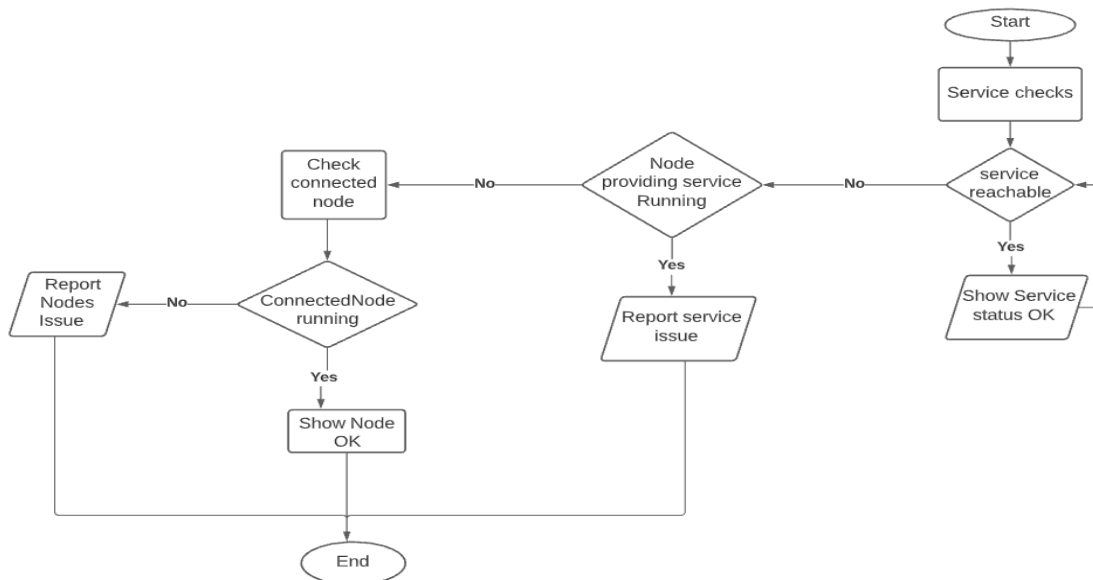 Start
Service checks
service
reachable
No
Yes
Show Service
status OK
Node
providing service
Running
No
Yes
Report service
issue
Check
connected
node
ConnectedNode
running
No
Yes
Report
Nodes
Issue
Show Node
OK
End